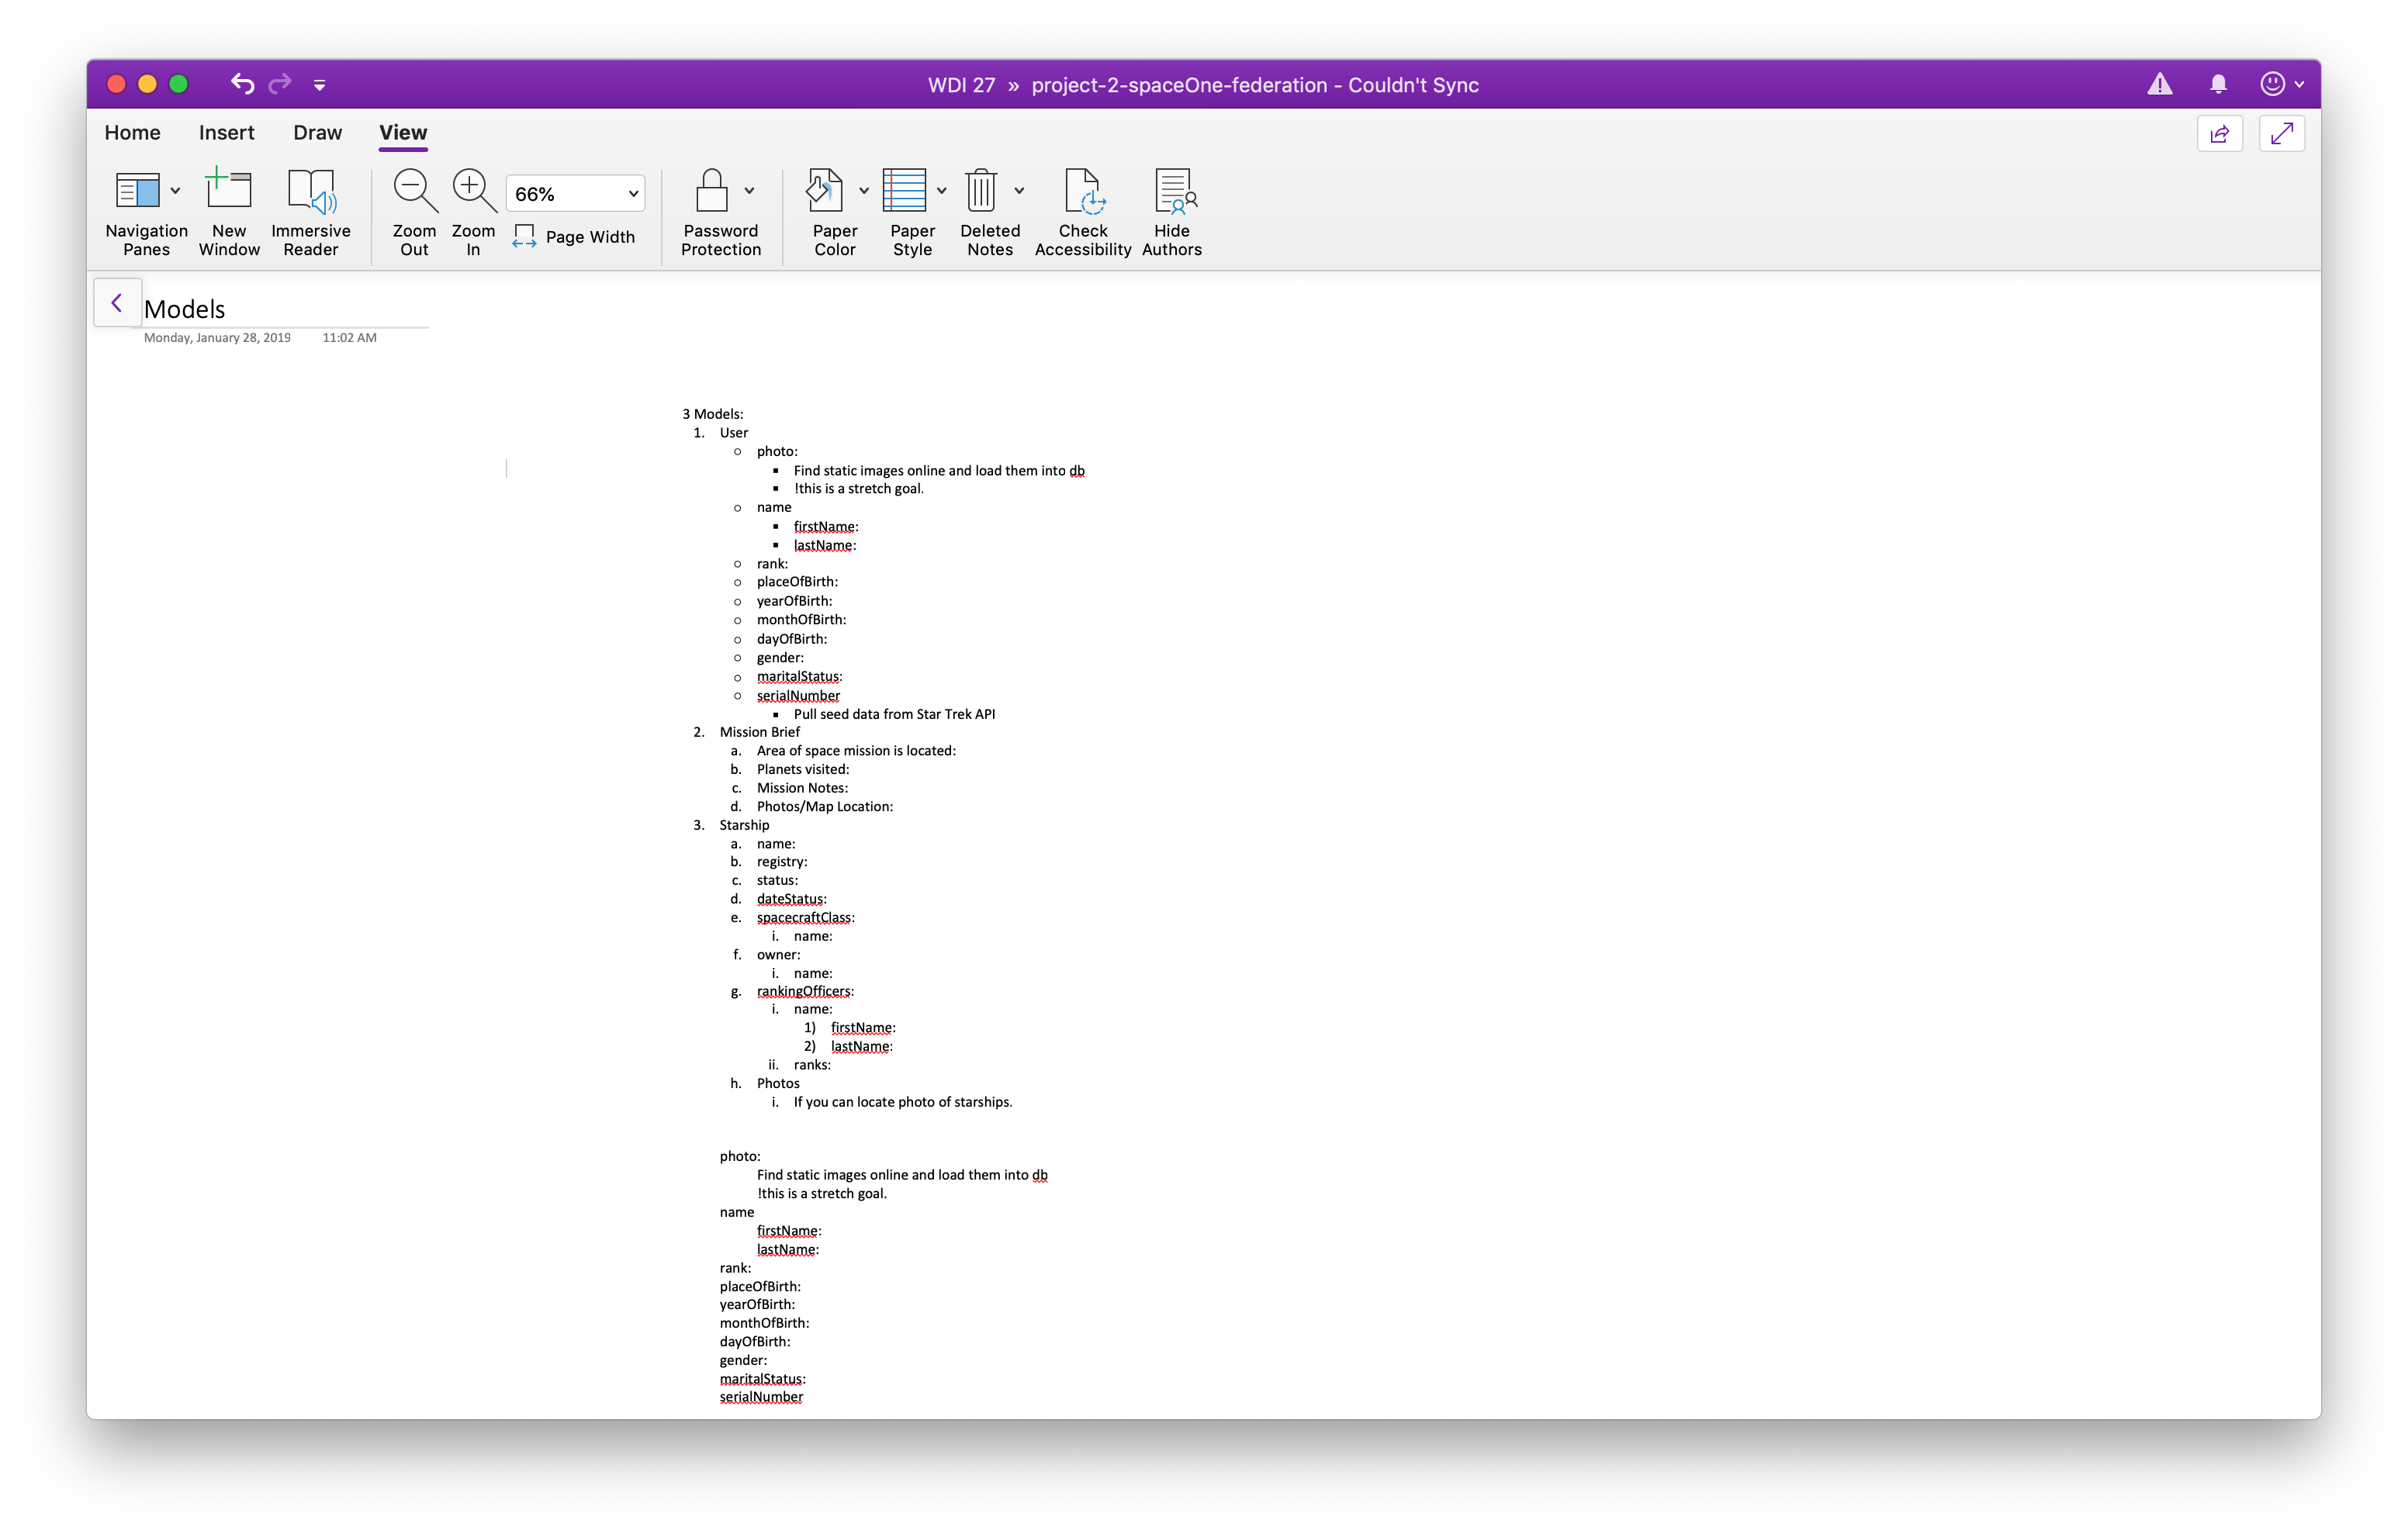 WDI 27 » project-2-spaceOne-federation - Couldn't Sync
Home Insert Draw View
Navigation Panes
New Window
Immersive Reader
Zoom Out
Zoom In
66%
Page Width
Password Protection
Paper Color
Paper Style
Deleted Notes
Check Accessibility
Hide Authors
Models
Monday, January 28, 2019 11:02 AM
3 Models:
1. User
○ photo:
▪ Find static images online and load them into db
▪ !this is a stretch goal.
○ name
▪ firstName:
▪ lastName:
○ rank:
○ placeOfBirth:
○ yearOfBirth:
○ monthOfBirth:
○ dayOfBirth:
○ gender:
○ maritalStatus:
○ serialNumber
▪ Pull seed data from Star Trek API
2. Mission Brief
a. Area of space mission is located:
b. Planets visited:
c. Mission Notes:
d. Photos/Map Location:
3. Starship
a. name:
b. registry:
c. status:
d. dateStatus:
e. spacecraftClass:
i. name:
f. owner:
i. name:
g. rankingOfficers:
i. name:
1) firstName:
2) lastName:
ii. ranks:
h. Photos
i. If you can locate photo of starships.
photo:
Find static images online and load them into db
!this is a stretch goal.
name
firstName:
lastName:
rank:
placeOfBirth:
yearOfBirth:
monthOfBirth:
dayOfBirth:
gender:
maritalStatus:
serialNumber